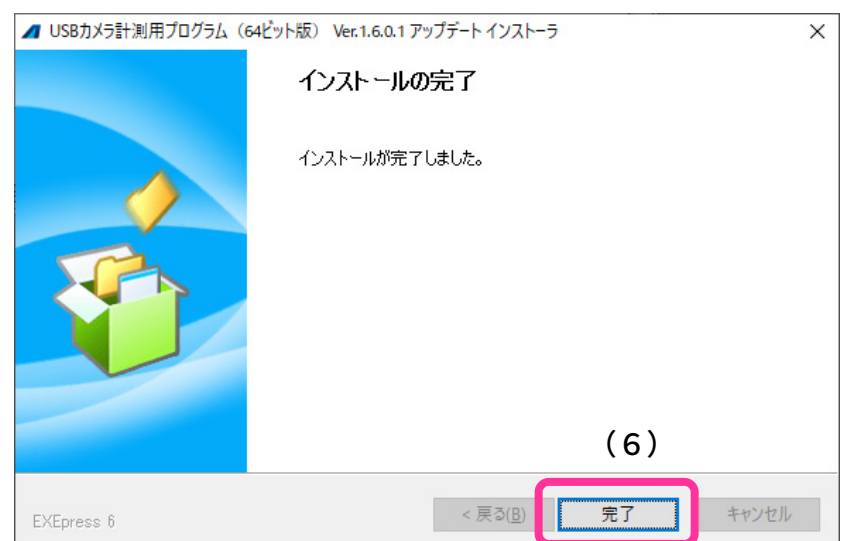 USBカメラ計測用プログラム（64ビット版） Ver.1.6.0.1 アップデート インストーラ
インストールの完了
インストールが完了しました。
（6）
EXEpress 6
< 戻る(B)
完了
キャンセル